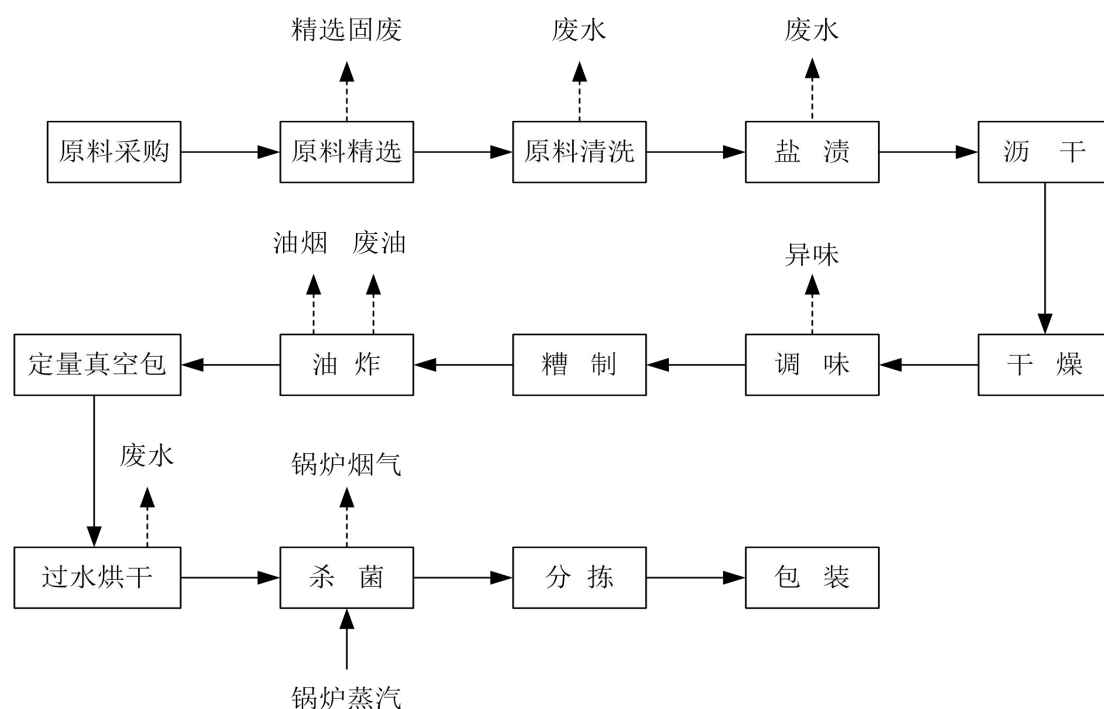 精选固废
废水
废水
原料采购
原料精选
原料清洗
盐渍
沥干
油烟
废油
异味
定量真空包
油炸
糟制
调味
干燥
废水
锅炉烟气
过水烘干
杀菌
分拣
包装
锅炉蒸汽